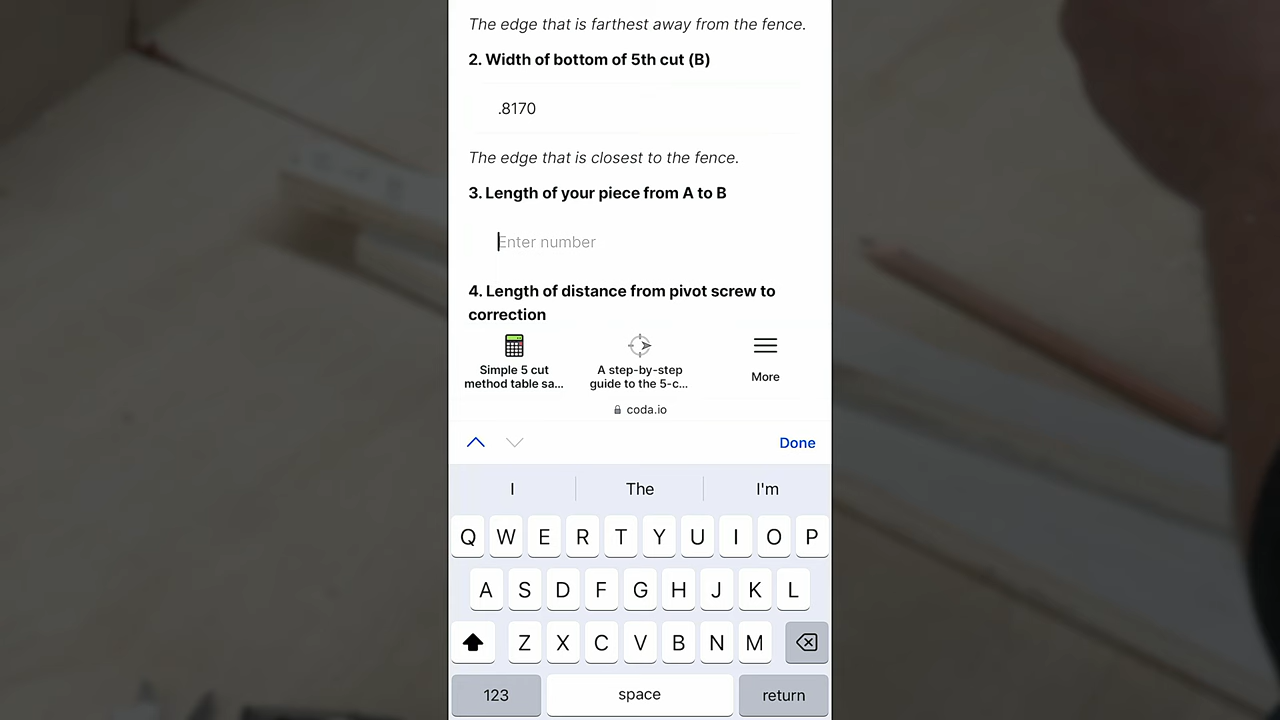 The edge that is farthest away from the fence.
2. Width of bottom of 5th cut (B)
.8170
The edge that is closest to the fence.
3. Length of your piece from A to B
Enter number
4. Length of distance from pivot screw to
correction
Simple 5 cut
method table sa...
A step-by-step
guide to the 5-c...
More
coda.io
Done
I The I'm
Q W E R T Y U I O P
A S D F G H J K L
Z X C V B N M
123 space return